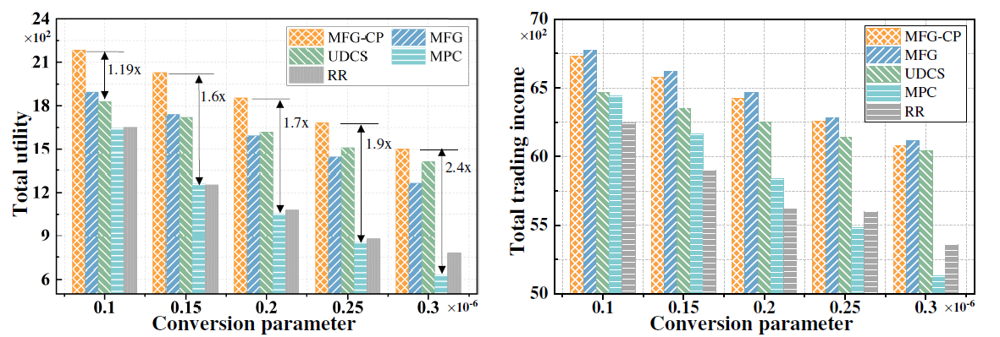 24
×10²
21
18
15
12
9
6
Total utility
MFG-CP MFG
UDCS MPC
RR
1.19x
1.6x
1.7x
1.9x
2.4x
0.1 0.15 0.2 0.25 0.3 ×10⁻⁶
Conversion parameter
70
×10²
65
60
55
50
Total trading income
MFG-CP
MFG
UDCS
MPC
RR
0.1 0.15 0.2 0.25 0.3 ×10⁻⁶
Conversion parameter